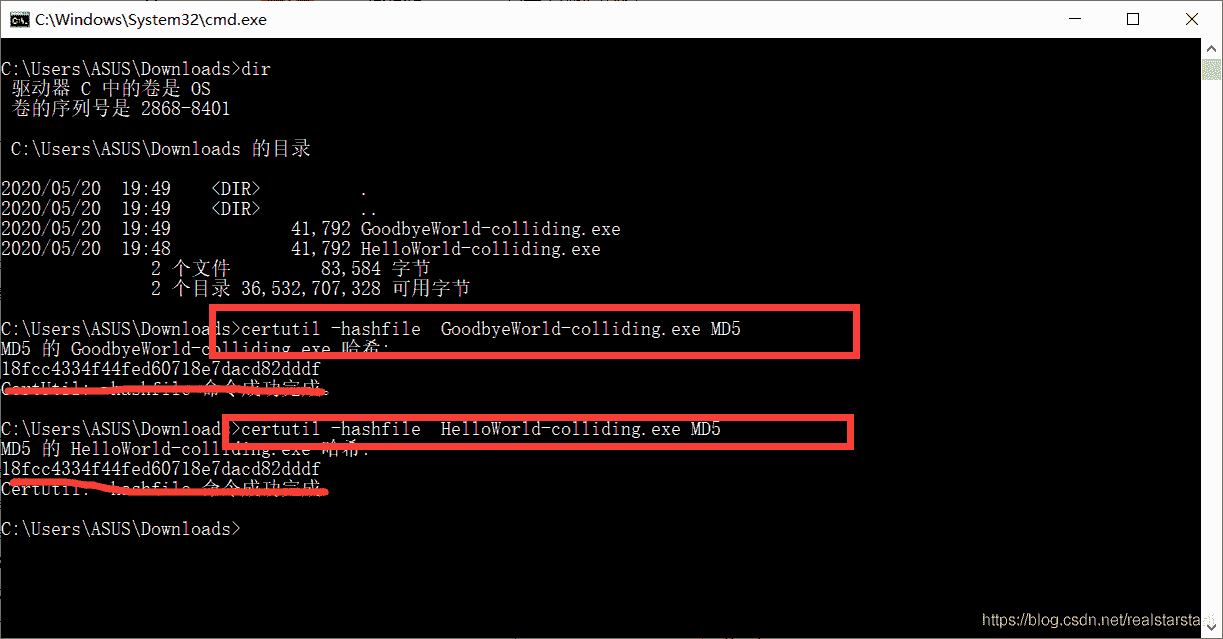 C:\Windows\System32\cmd.exe
C:\Users\ASUS\Downloads>dir
驱动器 C 中的卷是 OS
卷的序列号是 2868-8401
C:\Users\ASUS\Downloads 的目录
2020/05/20 19:49 <DIR> .
2020/05/20 19:49 <DIR> ..
2020/05/20 19:49 41,792 GoodbyeWorld-colliding.exe
2020/05/20 19:48 41,792 HelloWorld-colliding.exe
2 个文件 83,584 字节
2 个目录 36,532,707,328 可用字节
C:\Users\ASUS\Downloads>certutil -hashfile GoodbyeWorld-colliding.exe MD5
MD5 的 GoodbyeWorld-colliding.exe 哈希:
18fcc4334f44fed60718e7dacd82dddf
CertUtil: -hashfile 命令成功完成。
C:\Users\ASUS\Downloads>certutil -hashfile HelloWorld-colliding.exe MD5
MD5 的 HelloWorld-colliding.exe 哈希:
18fcc4334f44fed60718e7dacd82dddf
CertUtil: -hashfile 命令成功完成。
C:\Users\ASUS\Downloads>